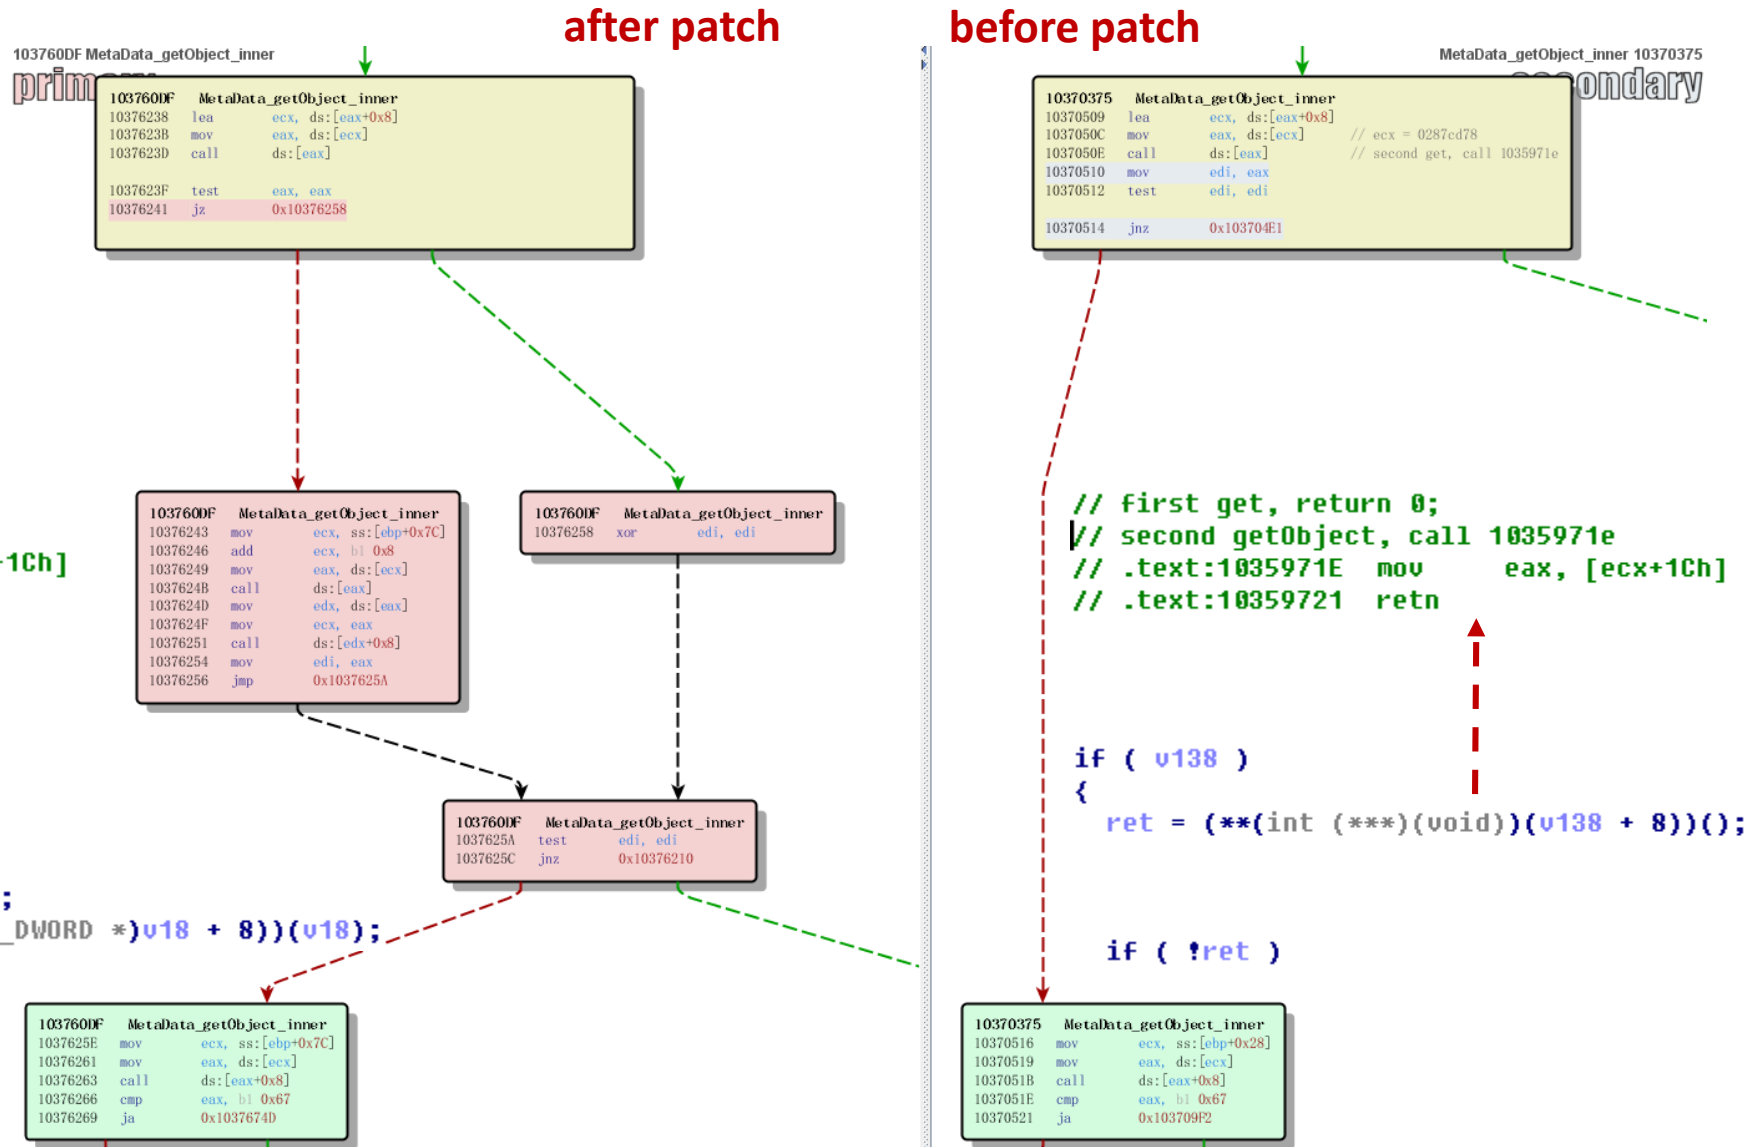 after patch
before patch
103760DF MetaData_getObject_inner
MetaData_getObject_inner 10370375
103760DF MetaData_getObject_inner
10376238 lea ecx, ds:[eax+0x8]
1037623B mov eax, ds:[ecx]
1037623D call ds:[eax]
1037623F test eax, eax
10376241 jz 0x10376258
10370375 MetaData_getObject_inner
10370509 lea ecx, ds:[eax+0x8]
1037050C mov eax, ds:[ecx] // ecx = 0287cd78
1037050E call ds:[eax] // second get, call 1035971e
10370510 mov edi, eax
10370512 test edi, edi
10370514 jnz 0x103704E1
103760DF MetaData_getObject_inner
10376243 mov ecx, ss:[ebp+0x7C]
10376246 add ecx, b1 0x8
10376249 mov eax, ds:[ecx]
1037624B call ds:[eax]
1037624D mov edx, ds:[eax]
1037624F mov ecx, eax
10376251 call ds:[edx+0x8]
10376254 mov edi, eax
10376256 jmp 0x1037625A
103760DF MetaData_getObject_inner
10376258 xor edi, edi
+1Ch]
// first get, return 0;
// second getObject, call 1035971e
// .text:1035971E mov eax, [ecx+1Ch]
// .text:10359721 retn
103760DF MetaData_getObject_inner
1037625A test edi, edi
1037625C jnz 0x10376210
if ( v138 )
{
ret = (**(int (***)(void))(v138 + 8))();
if ( !ret )
;
_DWORD *)v18 + 8))(v18);
103760DF MetaData_getObject_inner
1037625E mov ecx, ss:[ebp+0x7C]
10376261 mov eax, ds:[ecx]
10376263 call ds:[eax+0x8]
10376266 cmp eax, b1 0x67
10376269 ja 0x1037674D
10370375 MetaData_getObject_inner
10370516 mov ecx, ss:[ebp+0x28]
10370519 mov eax, ds:[ecx]
1037051B call ds:[eax+0x8]
1037051E cmp eax, b1 0x67
10370521 ja 0x103709F2